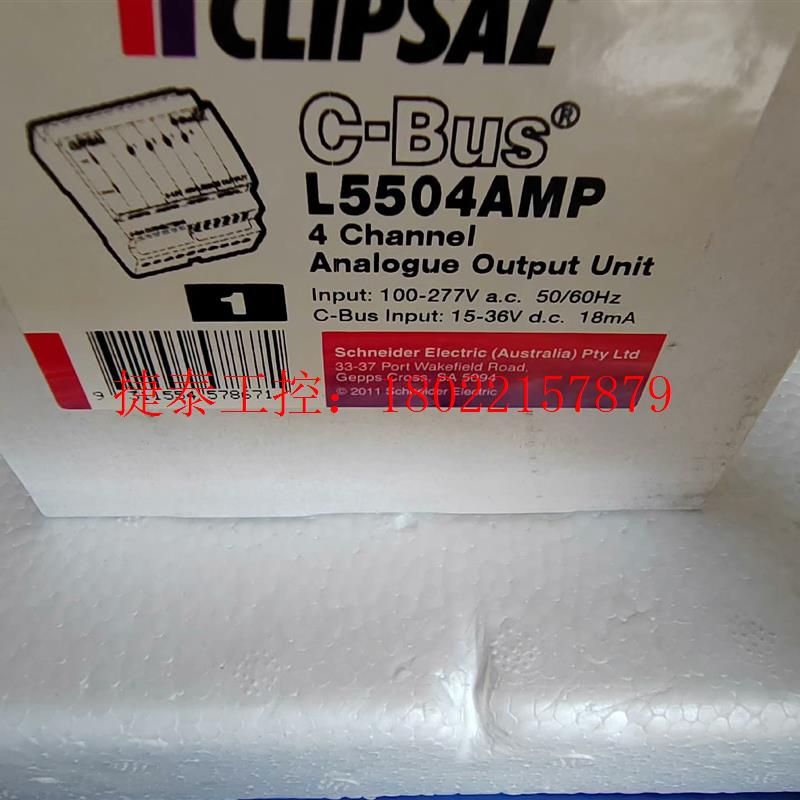 CLIPSAL
C-Bus®
L5504AMP
4 Channel
Analogue Output Unit
Input: 100-277V a.c. 50/60Hz
C-Bus Input: 15-36V d.c. 18mA
1
Schneider Electric (Australia) Pty Ltd
33-37 Port Wakefield Road,
Gepps Cross, SA 5094
© 2011 Schneider Electric
捷泰工控：18022157879